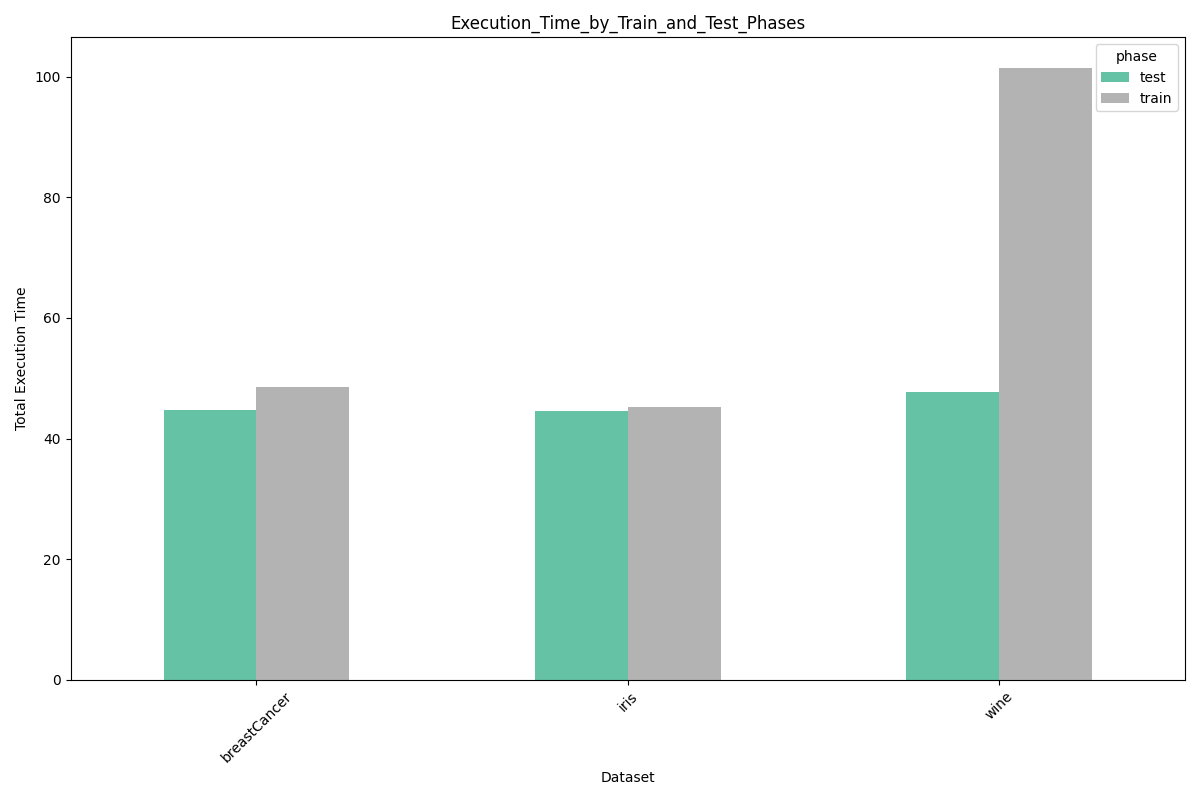 Execution_Time_by_Train_and_Test_Phases
phase
test
train
Total Execution Time
100
80
60
40
20
0
breastCancer
iris
wine
Dataset